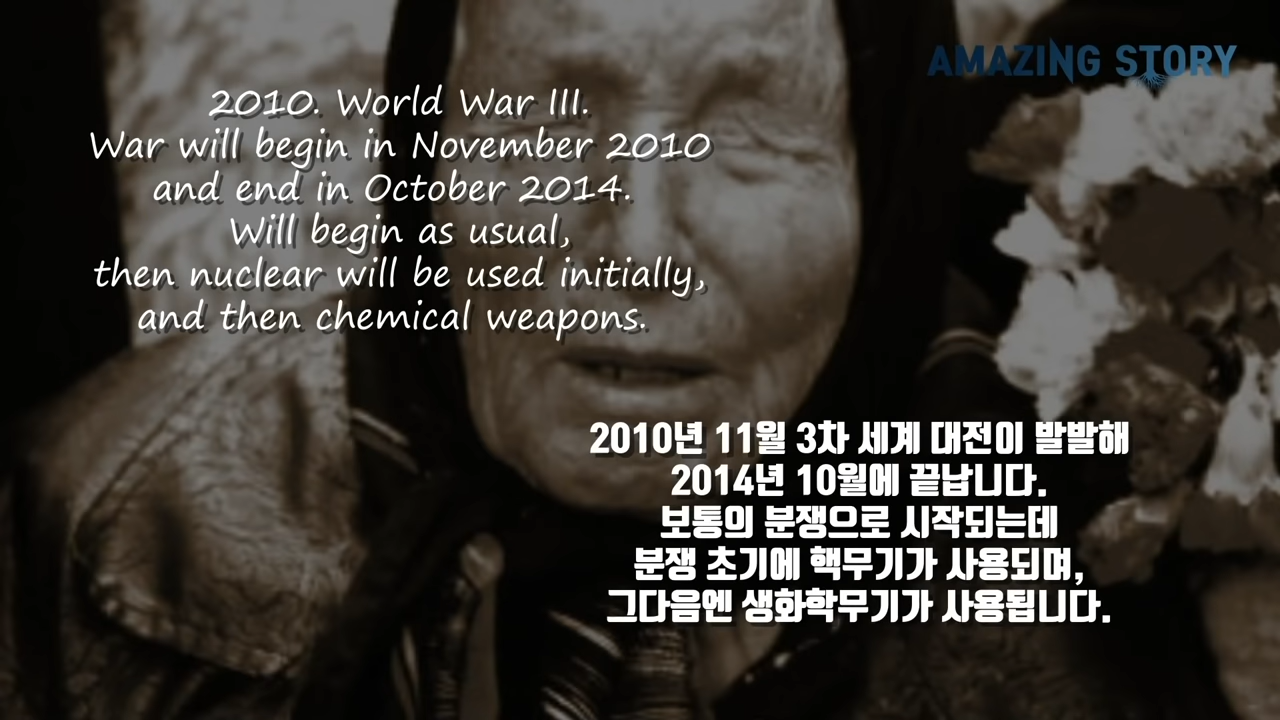 AMAZING STORY
2010. World War III.
War will begin in November 2010
and end in October 2014.
Will begin as usual,
then nuclear will be used initially,
and then chemical weapons.
2010년 11월 3차 세계 대전이 발발해
2014년 10월에 끝납니다.
보통의 분쟁으로 시작되는데
분쟁 초기에 핵무기가 사용되며,
그다음엔 생화학무기가 사용됩니다.